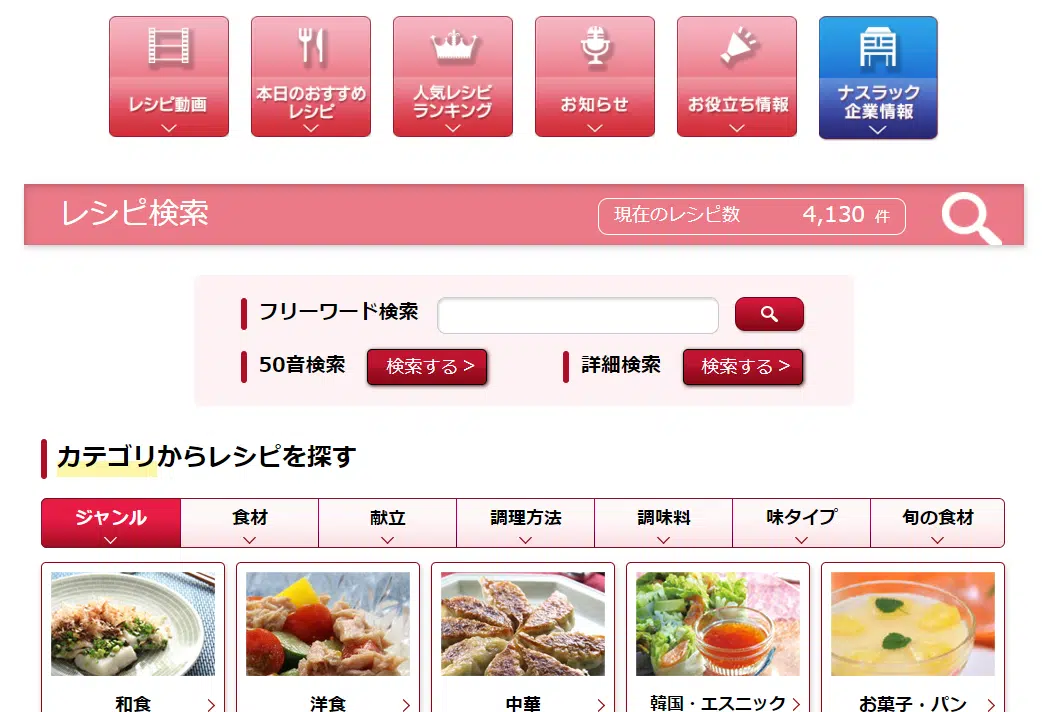 レシピ動画
本日のおすすめ
レシピ
人気レシピ
ランキング
お知らせ
お役立ち情報
ナスラック
企業情報
レシピ検索
現在のレシピ数 4,130 件
フリーワード検索
50音検索 検索する > 詳細検索 検索する >
カテゴリからレシピを探す
ジャンル 食材 献立 調理方法 調味料 味タイプ 旬の食材
和食 洋食 中華 韓国・エスニック お菓子・パン